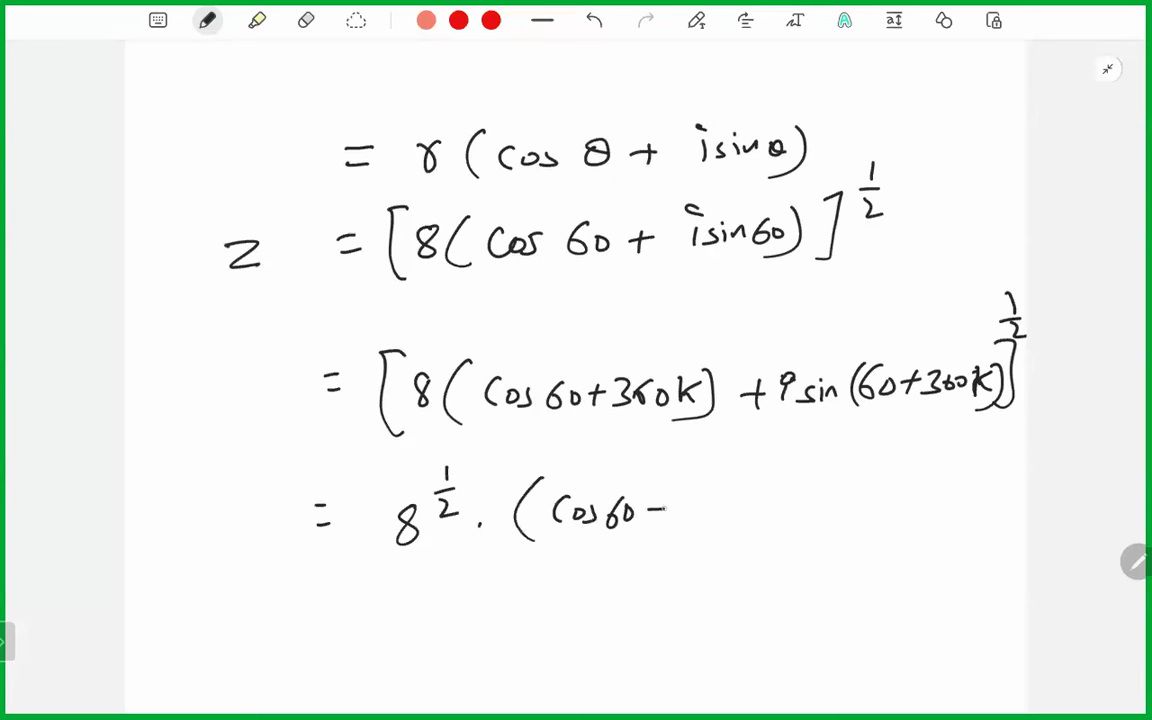 = r (cos θ + i sin θ)
z = [8(cos 60 + i sin 60)]^1/2
= [8(cos 60+360k) + i sin (60+360k)]^1/2
= 8^1/2 . (cos 60 -